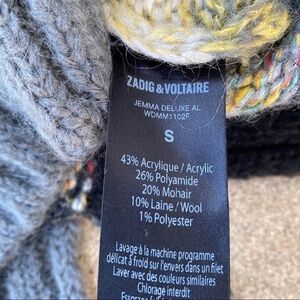 ZADIG & VOLTAIRE
JEMMA DELUXE AL
WDMM1102F
S
43% Acrylique / Acrylic
26% Polyamide
20% Mohair
10% Laine / Wool
1% Polyester
Lavage à la machine programme
délicat à froid sur l'envers dans un filet
Laver avec des couleurs similaires
Chlorage interdit